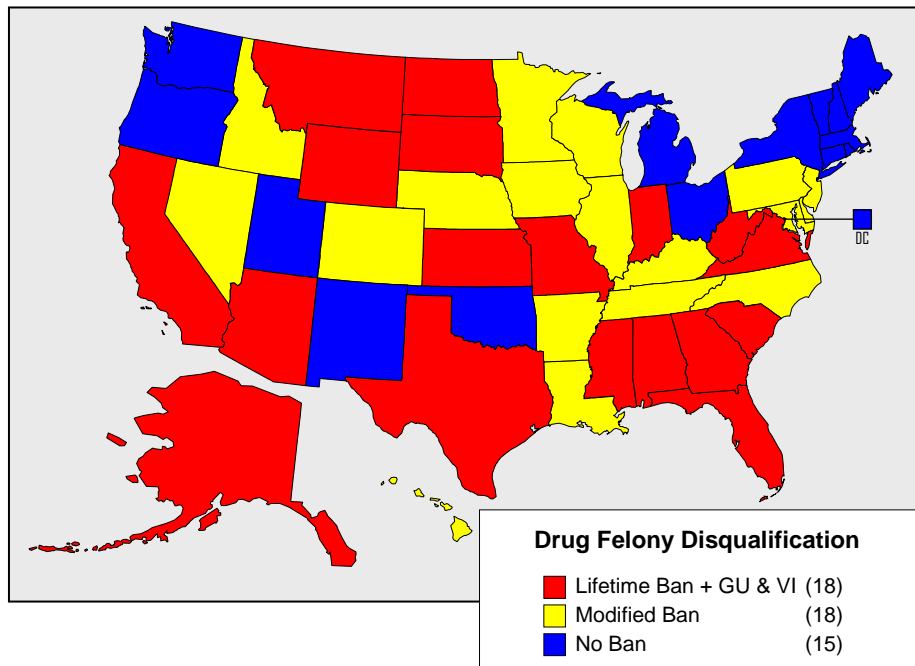 DC
Drug Felony Disqualification
Lifetime Ban + GU & VI (18)
Modified Ban (18)
No Ban (15)